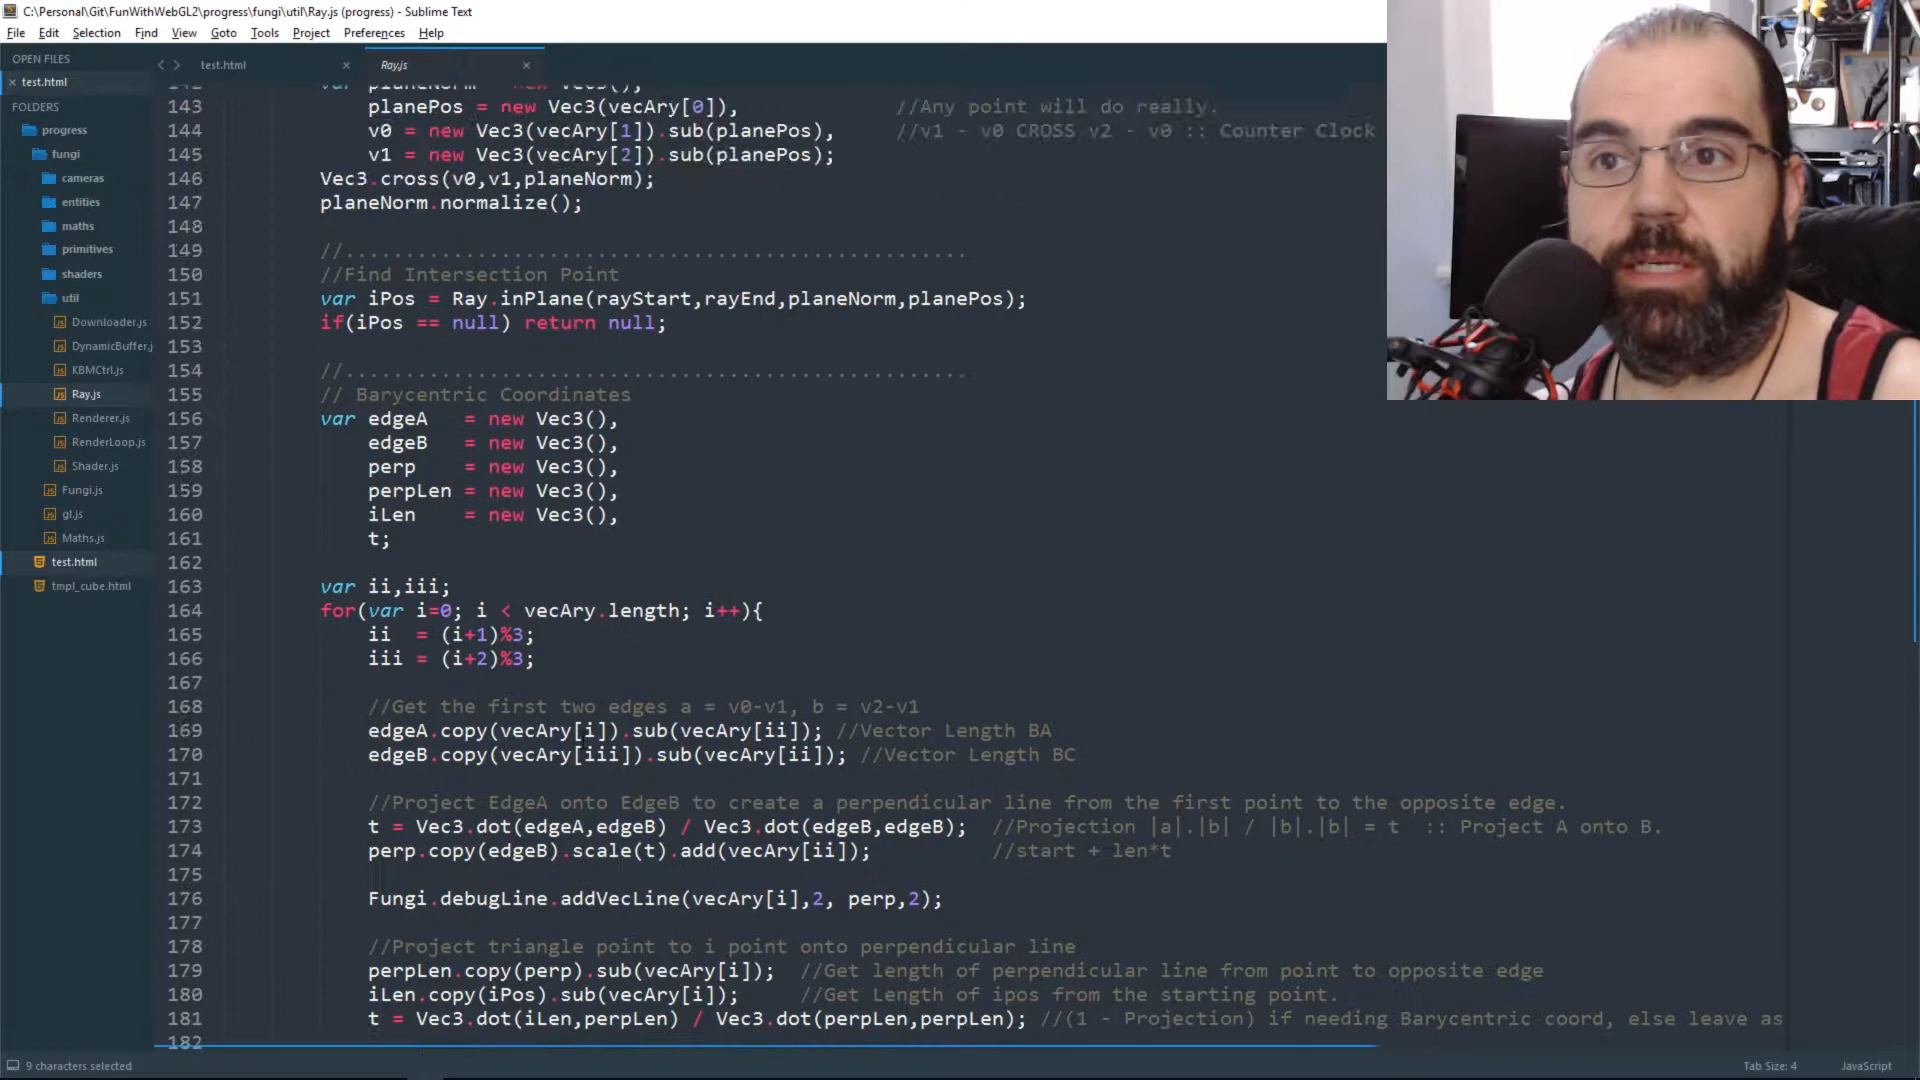 C:\Personal\Git\FunWithWebGL2\progress\fungi\util\Ray.js (progress) - Sublime Text
File Edit Selection Find View Goto Tools Project Preferences Help
OPEN FILES
test.html
FOLDERS
progress
fungi
cameras
entities
maths
primitives
shaders
util
Downloader.js
DynamicBuffer.j
KBMCtrl.js
Ray.js
Renderer.js
RenderLoop.js
Shader.js
Fungi.js
gl.js
Maths.js
test.html
tmpl_cube.html
test.html
Ray.js
142 var planeNorm = new Vec3(),
143 planePos = new Vec3(vecAry[0]), //Any point will do really.
144 v0 = new Vec3(vecAry[1]).sub(planePos), //v1 - v0 CROSS v2 - v0 :: Counter Clock
145 v1 = new Vec3(vecAry[2]).sub(planePos);
146 Vec3.cross(v0,v1,planeNorm);
147 planeNorm.normalize();
148
149 //....................................................
150 //Find Intersection Point
151 var iPos = Ray.inPlane(rayStart,rayEnd,planeNorm,planePos);
152 if(iPos == null) return null;
153
154 //....................................................
155 // Barycentric Coordinates
156 var edgeA = new Vec3(),
157 edgeB = new Vec3(),
158 perp = new Vec3(),
159 perpLen = new Vec3(),
160 iLen = new Vec3(),
161 t;
162
163 var ii,iii;
164 for(var i=0; i < vecAry.length; i++){
165 ii = (i+1)%3;
166 iii = (i+2)%3;
167
168 //Get the first two edges a = v0-v1, b = v2-v1
169 edgeA.copy(vecAry[i]).sub(vecAry[ii]); //Vector Length BA
170 edgeB.copy(vecAry[iii]).sub(vecAry[ii]); //Vector Length BC
171
172 //Project EdgeA onto EdgeB to create a perpendicular line from the first point to the opposite edge.
173 t = Vec3.dot(edgeA,edgeB) / Vec3.dot(edgeB,edgeB); //Projection |a|.|b| / |b|.|b| = t :: Project A onto B.
174 perp.copy(edgeB).scale(t).add(vecAry[ii]); //start + len*t
175
176 Fungi.debugLine.addVecLine(vecAry[i],2, perp,2);
177
178 //Project triangle point to i point onto perpendicular line
179 perpLen.copy(perp).sub(vecAry[i]); //Get length of perpendicular line from point to opposite edge
180 iLen.copy(iPos).sub(vecAry[i]); //Get Length of ipos from the starting point.
181 t = Vec3.dot(iLen,perpLen) / Vec3.dot(perpLen,perpLen); //(1 - Projection) if needing Barycentric coord, else leave as
182
9 characters selected
Tab Size: 4
JavaScript